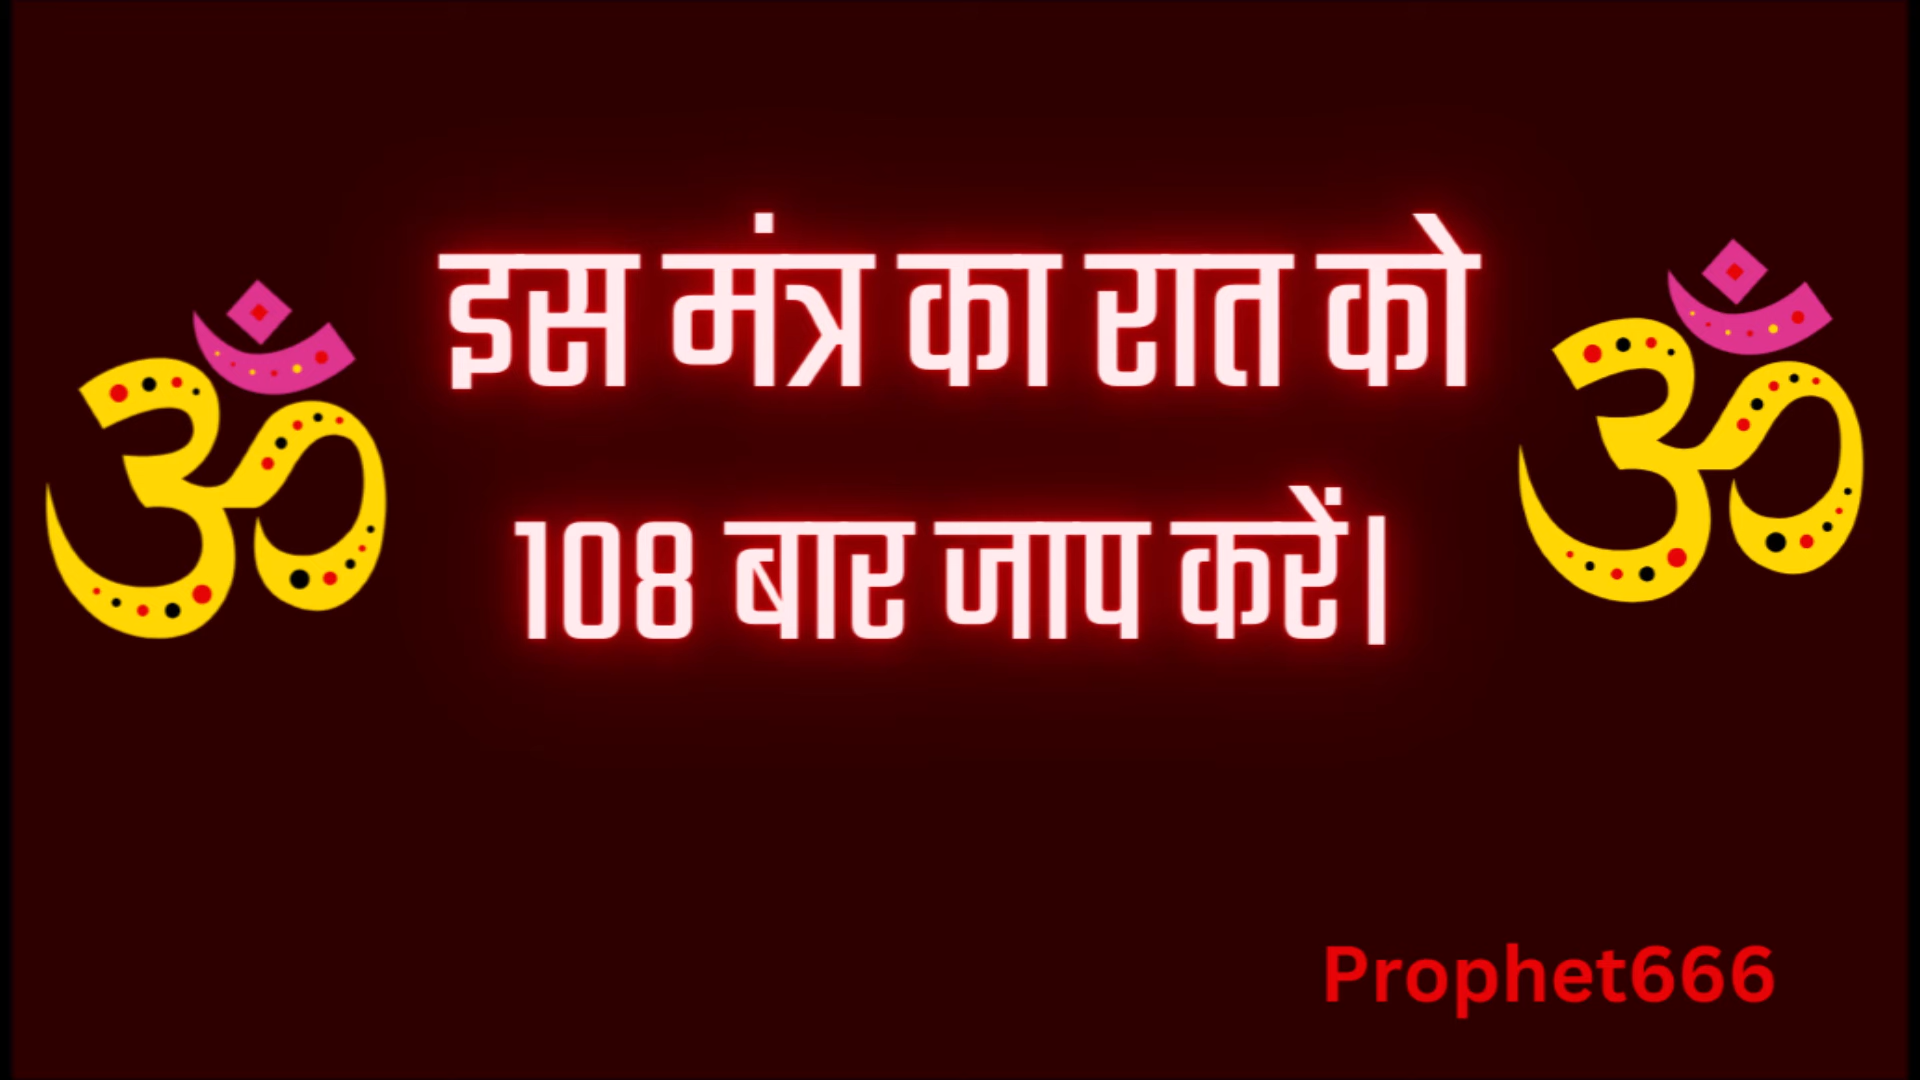 इस मंत्र का रात को
108 बार जाप करें।
Prophet666